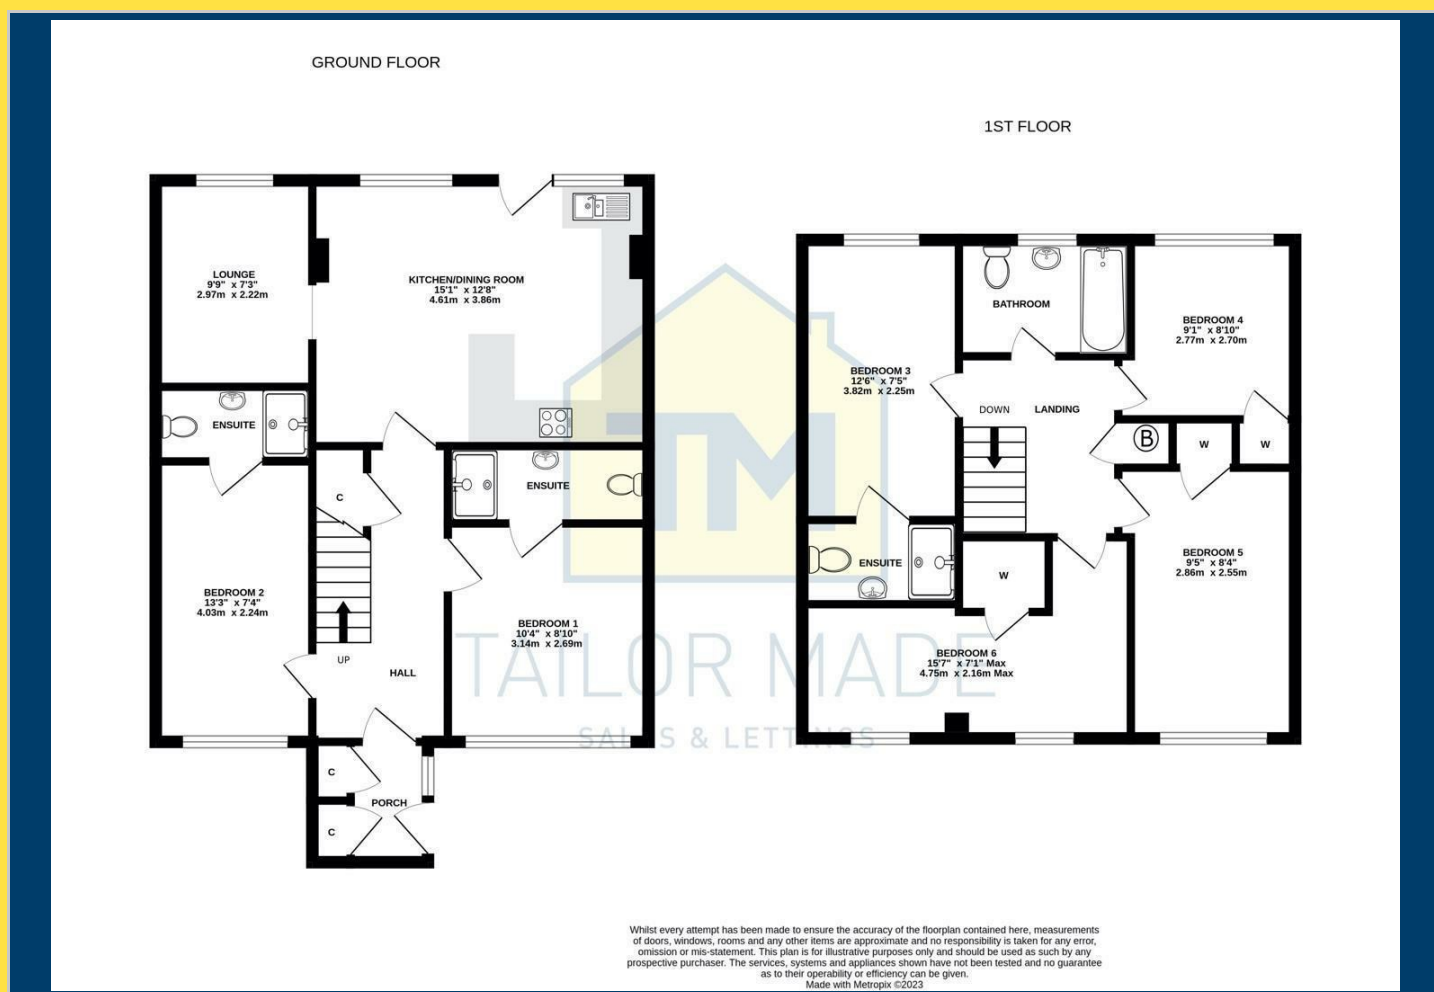 GROUND FLOOR
LOUNGE
9'9" x 7'3"
2.97m x 2.22m
KITCHEN/DINING ROOM
15'1" x 12'8"
4.61m x 3.86m
ENSUITE
C
ENSUITE
BEDROOM 2
13'3" x 7'4"
4.03m x 2.24m
BEDROOM 1
10'4" x 8'10"
3.14m x 2.69m
UP
HALL
C
PORCH
C
1ST FLOOR
BATHROOM
BEDROOM 4
9'1" x 8'10"
2.77m x 2.70m
BEDROOM 3
12'6" x 7'5"
3.82m x 2.25m
DOWN
LANDING
B
W
W
ENSUITE
W
BEDROOM 5
9'5" x 8'4"
2.86m x 2.55m
BEDROOM 6
15'7" x 7'1" Max
4.75m x 2.16m Max
TM
TAILOR MADE
SALES & LETTINGS
Whilst every attempt has been made to ensure the accuracy of the floorplan contained here, measurements
of doors, windows, rooms and any other items are approximate and no responsibility is taken for any error,
omission or mis-statement. This plan is for illustrative purposes only and should be used as such by any
prospective purchaser. The services, systems and appliances shown have not been tested and no guarantee
as to their operability or efficiency can be given.
Made with Metropix ©2023